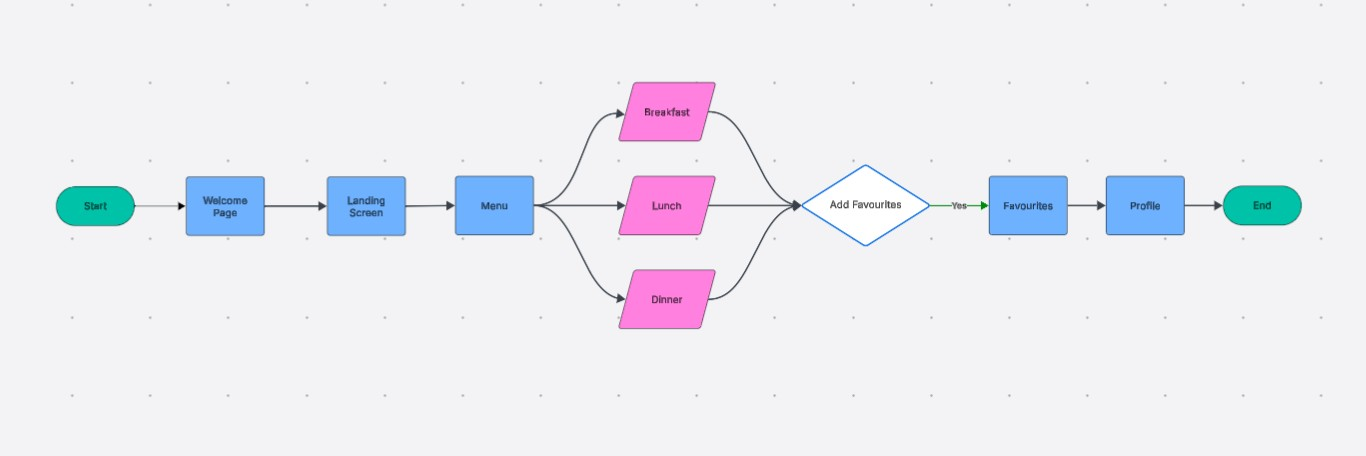 Start
Welcome
Page
Landing
Screen
Menu
Breakfast
Lunch
Dinner
Add Favourites
Yes
Favourites
Profile
End